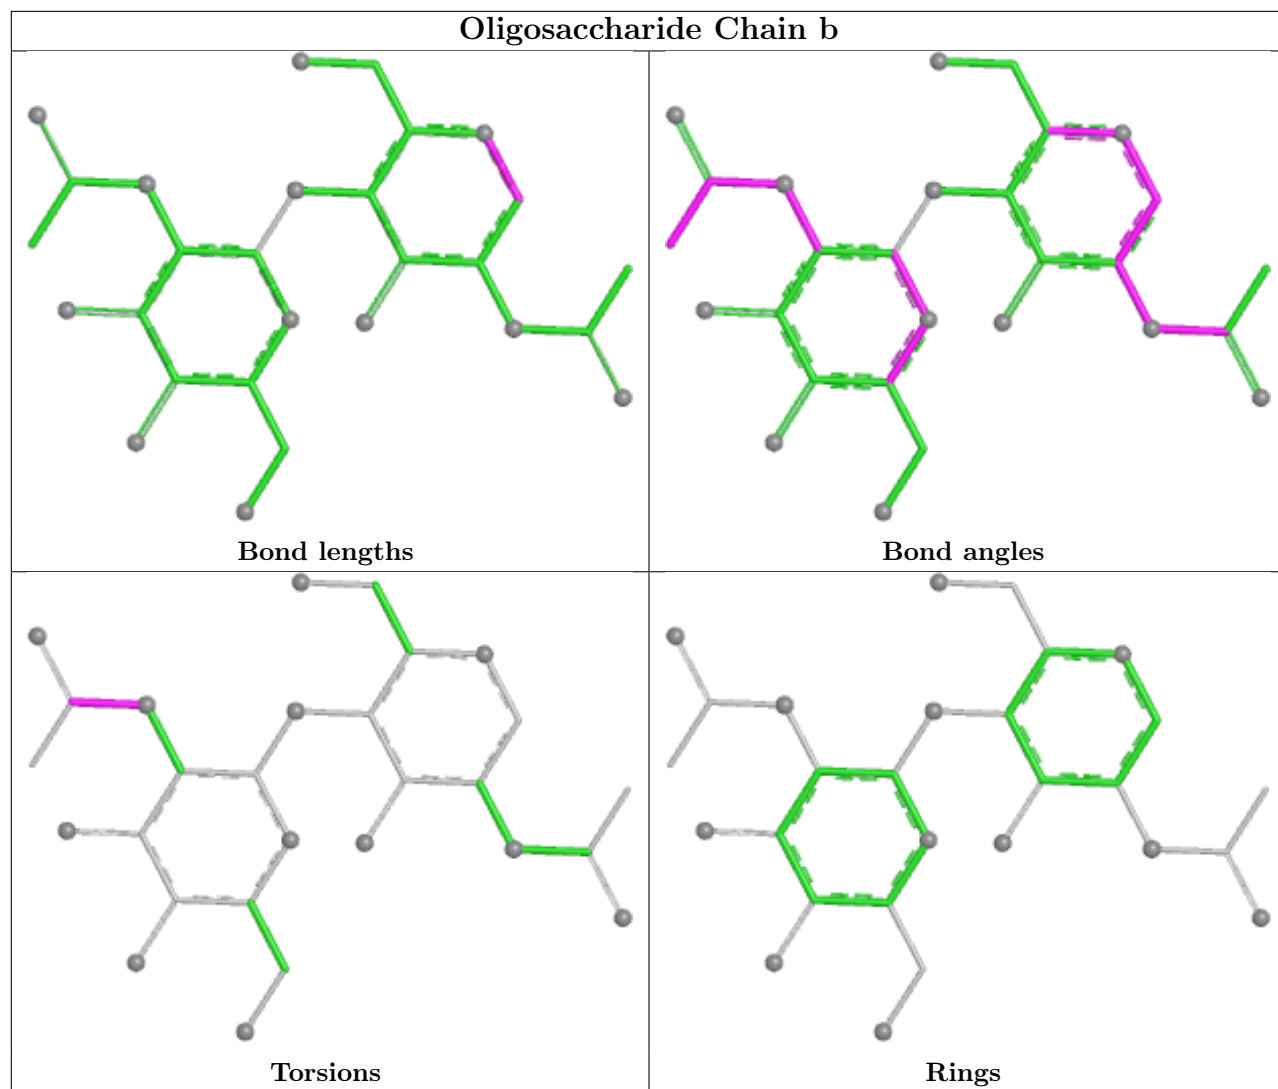 Oligosaccharide Chain b
Bond lengths
Bond angles
Torsions
Rings